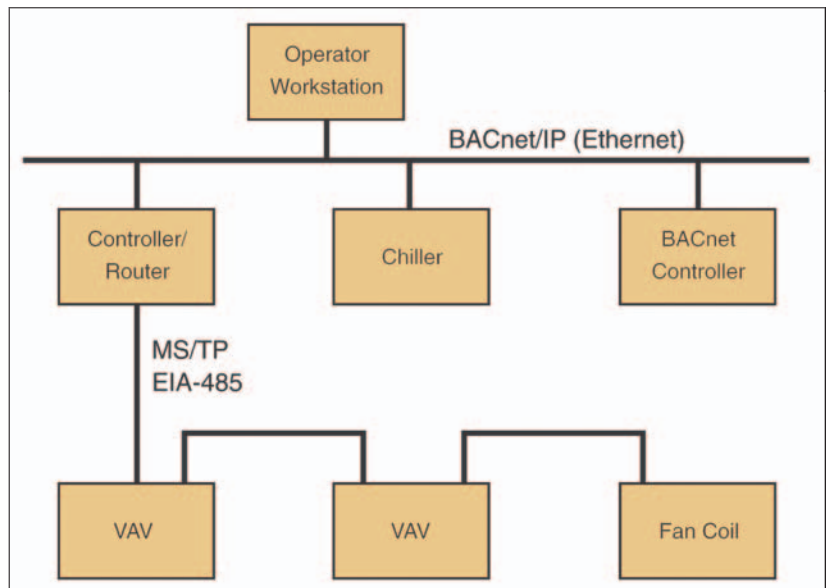 Operator
Workstation
BACnet/IP (Ethernet)
Controller/
Router
Chiller
BACnet
Controller
MS/TP
EIA-485
VAV
VAV
Fan Coil